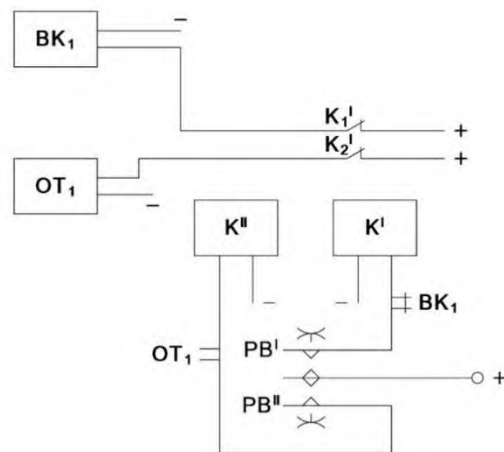 BK₁
−
K₁ᴵ
+
K₂ᴵ
+
OT₁
−
Kᴵᴵ
Kᴵ
−
−
BK₁
OT₁
PBᴵ
+
PBᴵᴵ